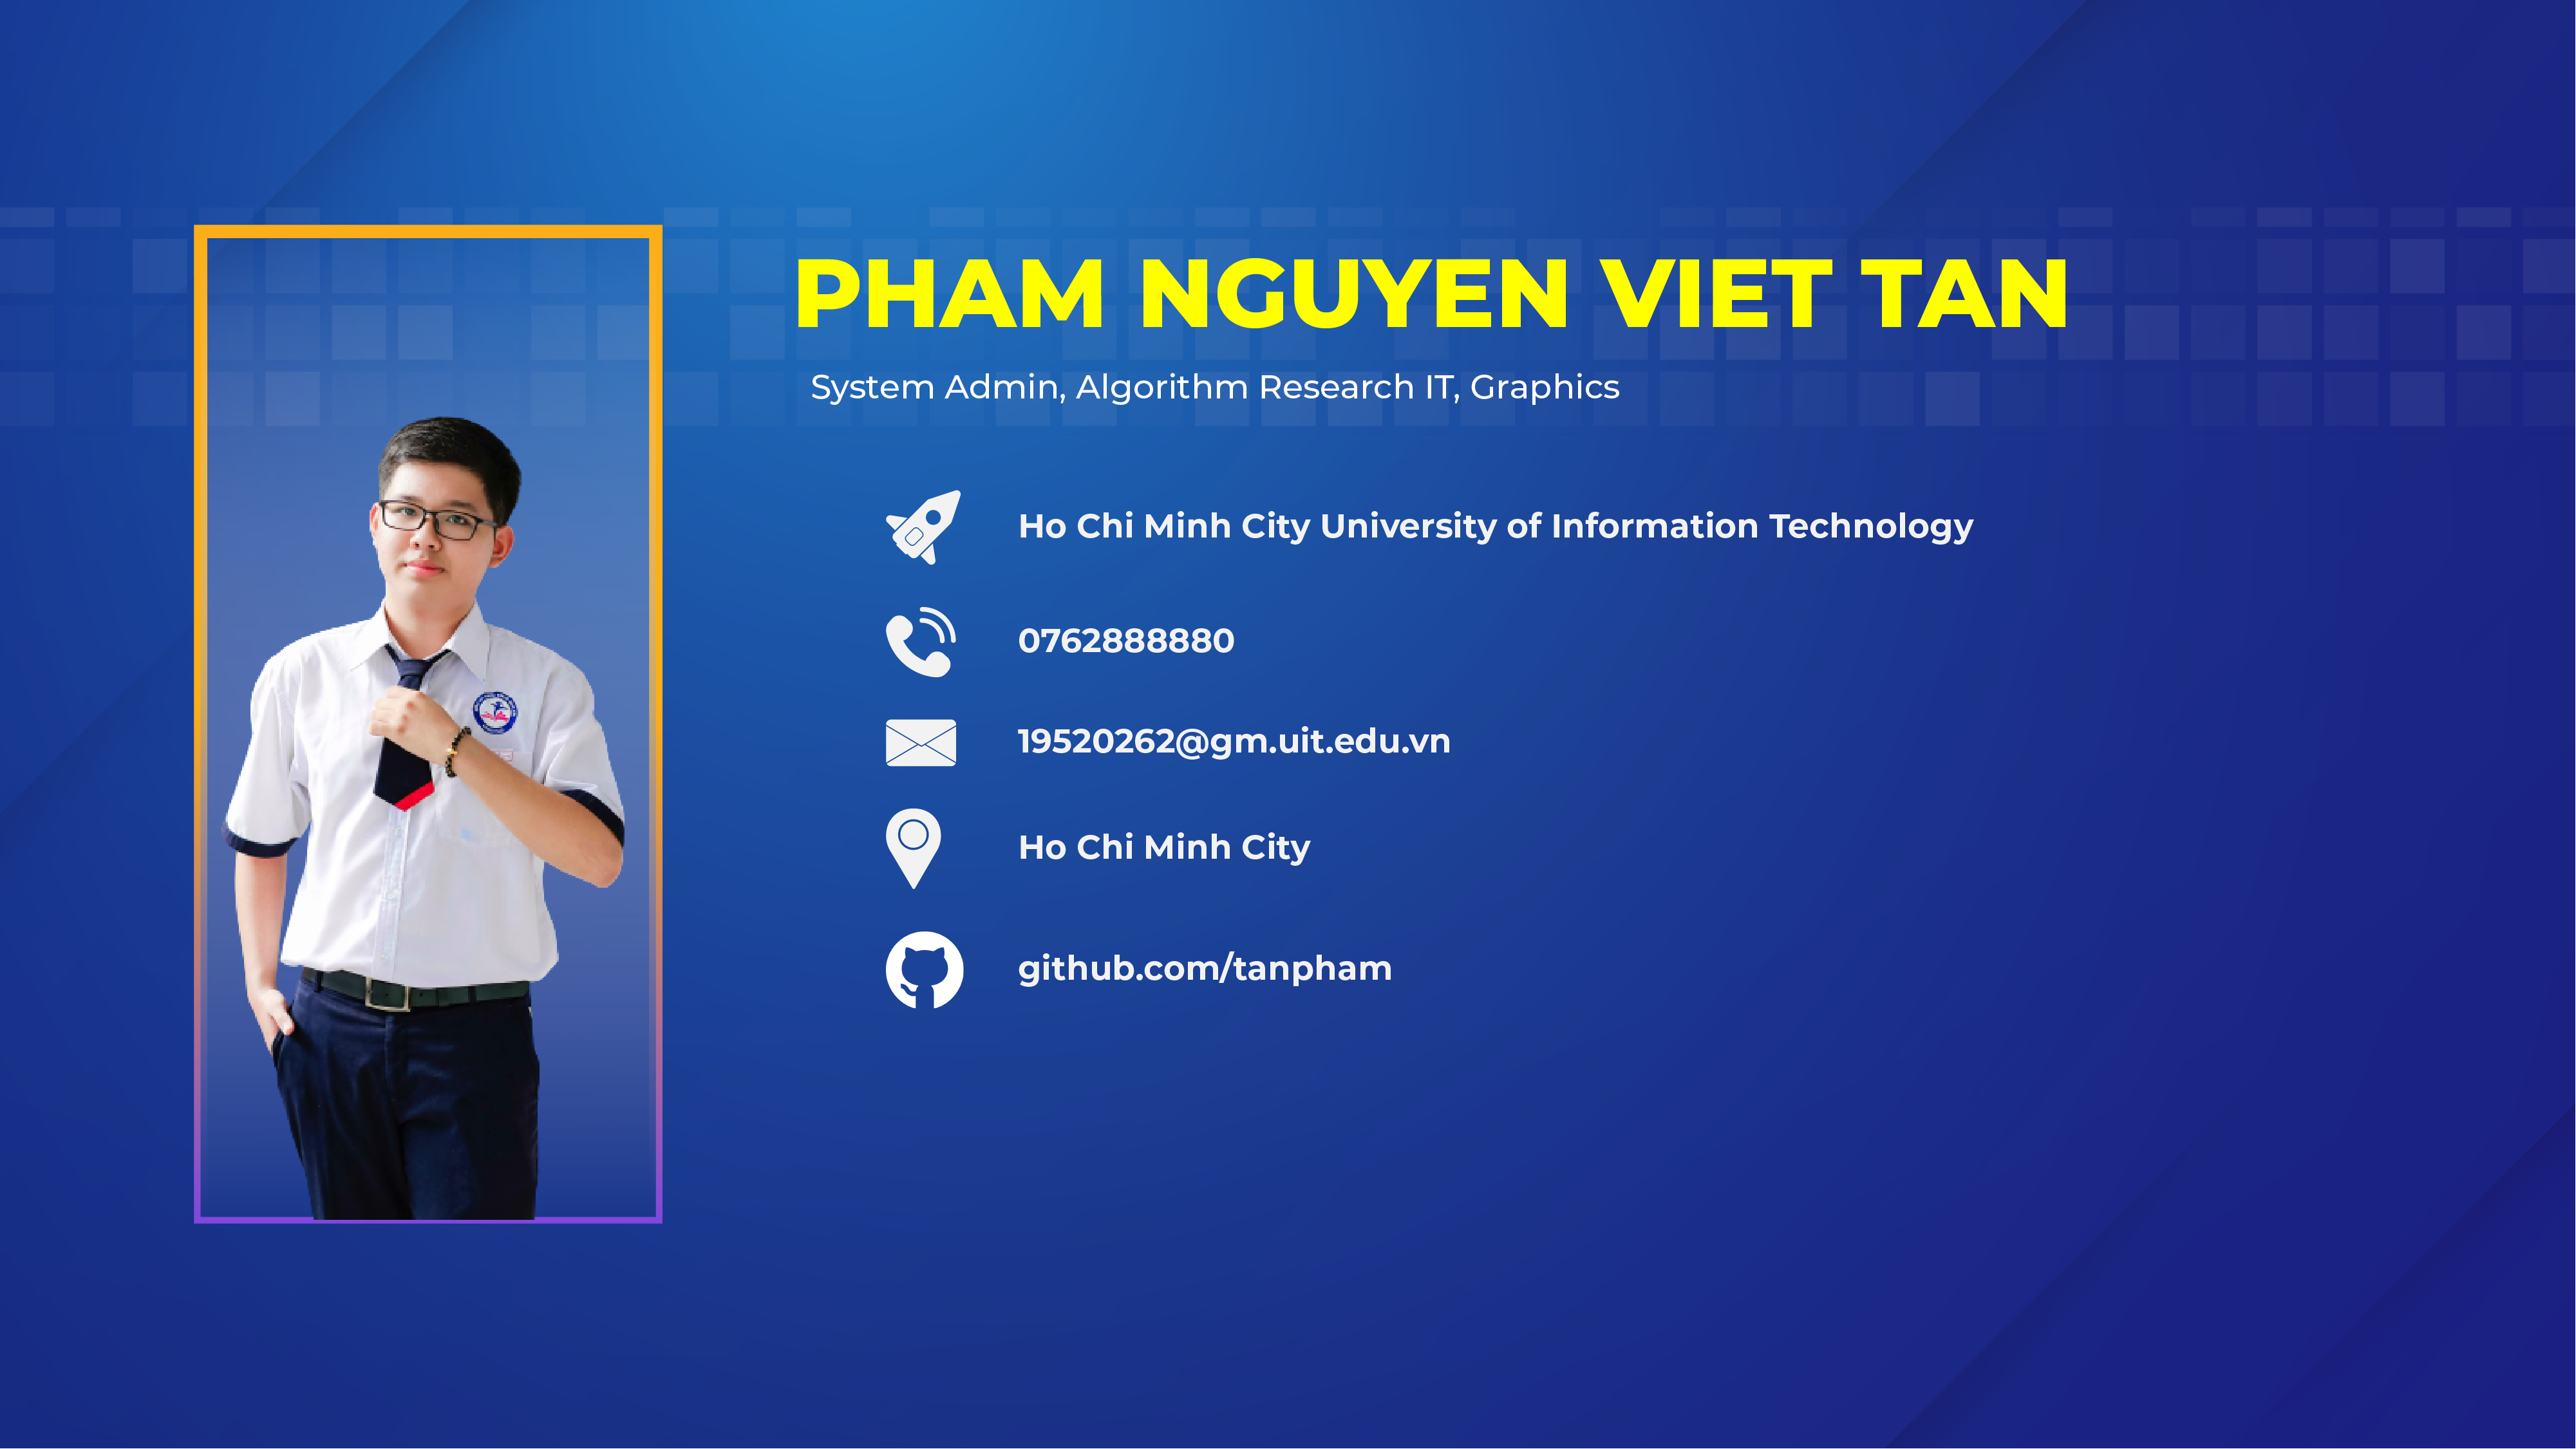 PHAM NGUYEN VIET TAN
System Admin, Algorithm Research IT, Graphics
Ho Chi Minh City University of Information Technology
0762888880
19520262@gm.uit.edu.vn
Ho Chi Minh City
github.com/tanpham